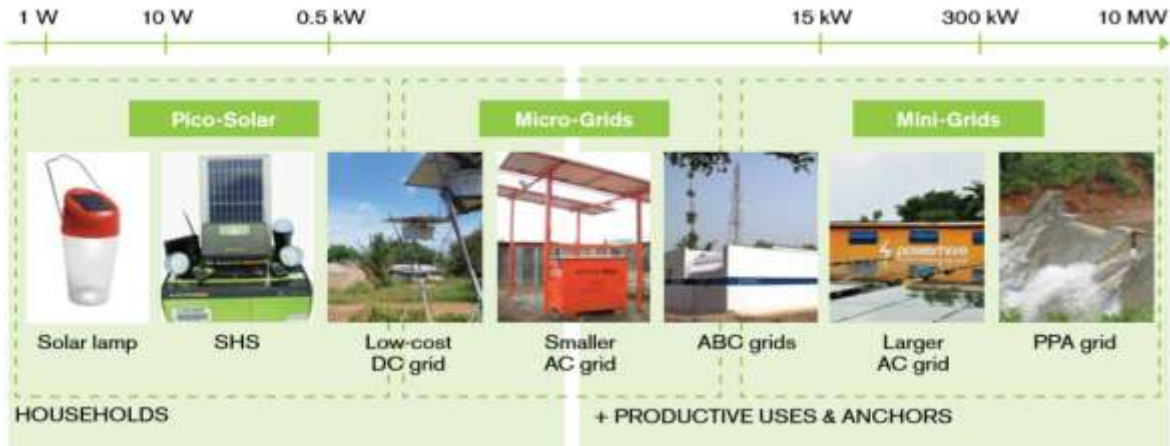 1 W 10 W 0.5 kW 15 kW 300 kW 10 MW
Pico-Solar Micro-Grids Mini-Grids
Solar lamp SHS Low-cost DC grid Smaller AC grid ABC grids Larger AC grid PPA grid
HOUSEHOLDS + PRODUCTIVE USES & ANCHORS